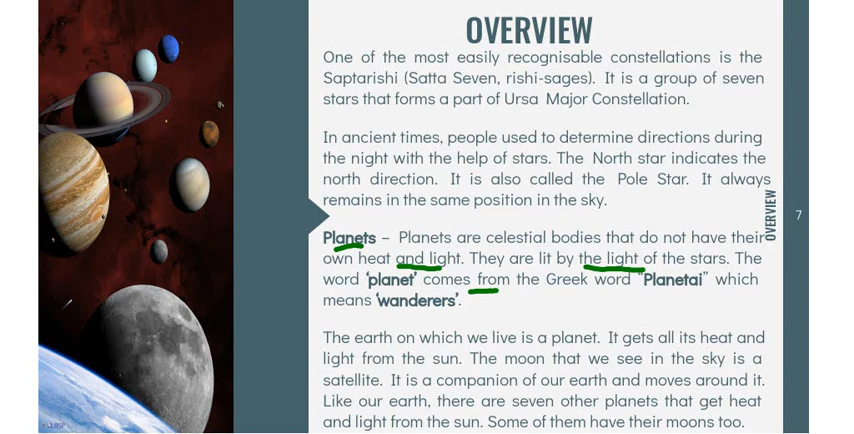 OVERVIEW
One of the most easily recognisable constellations is the
Saptarishi (Satta Seven, rishi-sages). It is a group of seven
stars that forms a part of Ursa Major Constellation.
In ancient times, people used to determine directions during
the night with the help of stars. The North star indicates the
north direction. It is also called the Pole Star. It always
remains in the same position in the sky.
Planets – Planets are celestial bodies that do not have their
own heat and light. They are lit by the light of the stars. The
word ‘planet’ comes from the Greek word “Planetai” which
means ‘wanderers’.
The earth on which we live is a planet. It gets all its heat and
light from the sun. The moon that we see in the sky is a
satellite. It is a companion of our earth and moves around it.
Like our earth, there are seven other planets that get heat
and light from the sun. Some of them have their moons too.
OVERVIEW
7